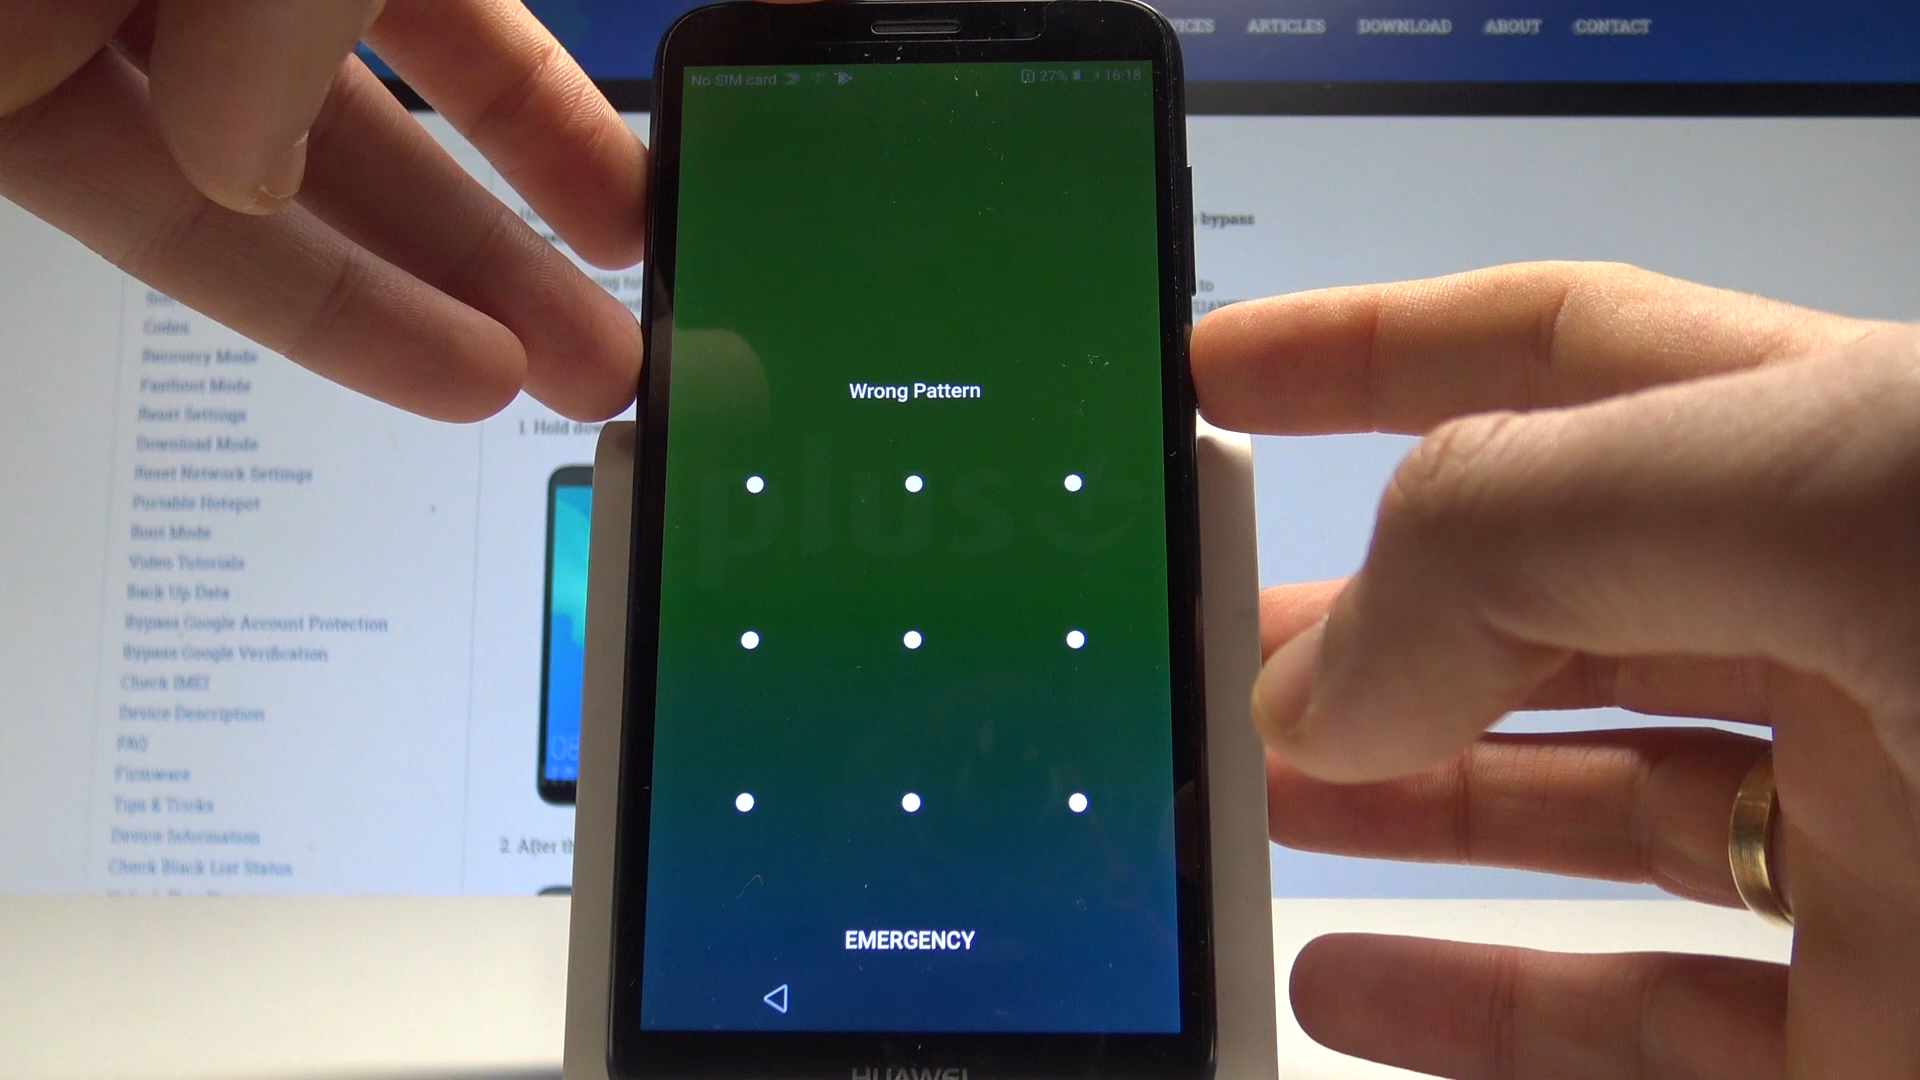 ARTICLES
DOWNLOAD
ABOUT
CONTACT
No SIM card
27%
16:18
bypass
to
Codes
Recovery Mode
Fastboot Mode
Reset Settings
Download Mode
Reset Network Settings
Portable Hotspot
Boot Mode
Video Tutorials
Back Up Data
Bypass Google Account Protection
Bypass Google Verification
Check IMEI
Device Description
FAQ
Firmware
Tips & Tricks
Device Information
Check Black List Status
1. Hold
2. After
Wrong Pattern
plus
EMERGENCY
HUAWEI